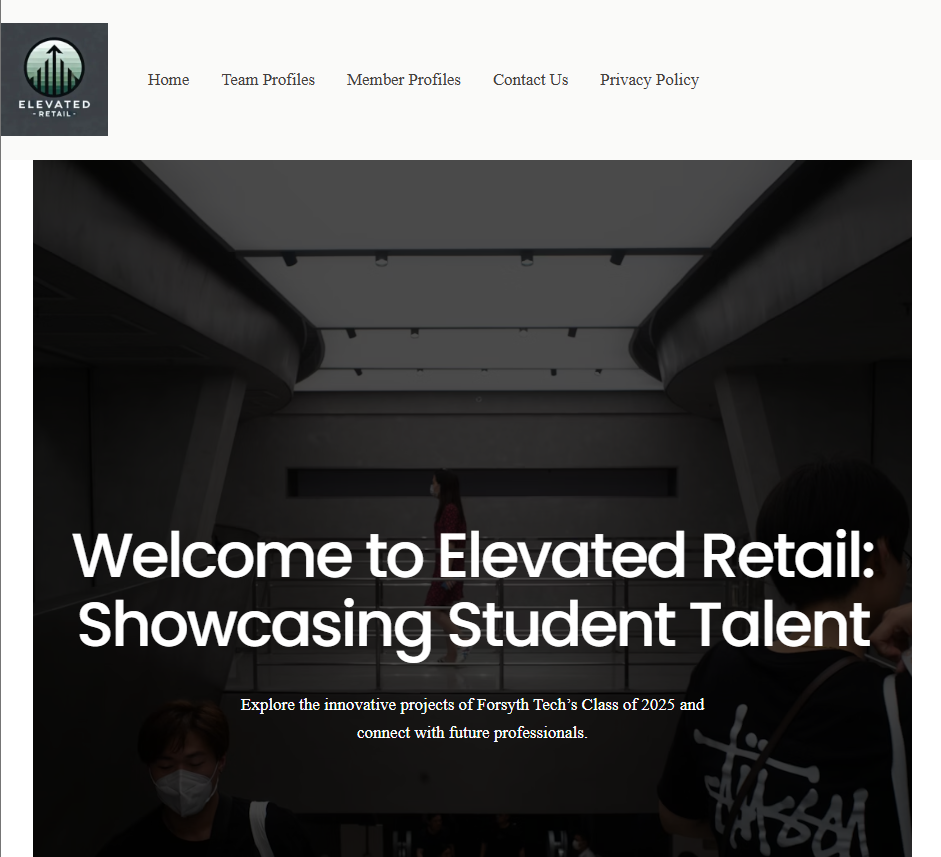 ELEVATED
- RETAIL -
Home Team Profiles Member Profiles Contact Us Privacy Policy
Welcome to Elevated Retail:
Showcasing Student Talent
Explore the innovative projects of Forsyth Tech’s Class of 2025 and
connect with future professionals.
Stüssy